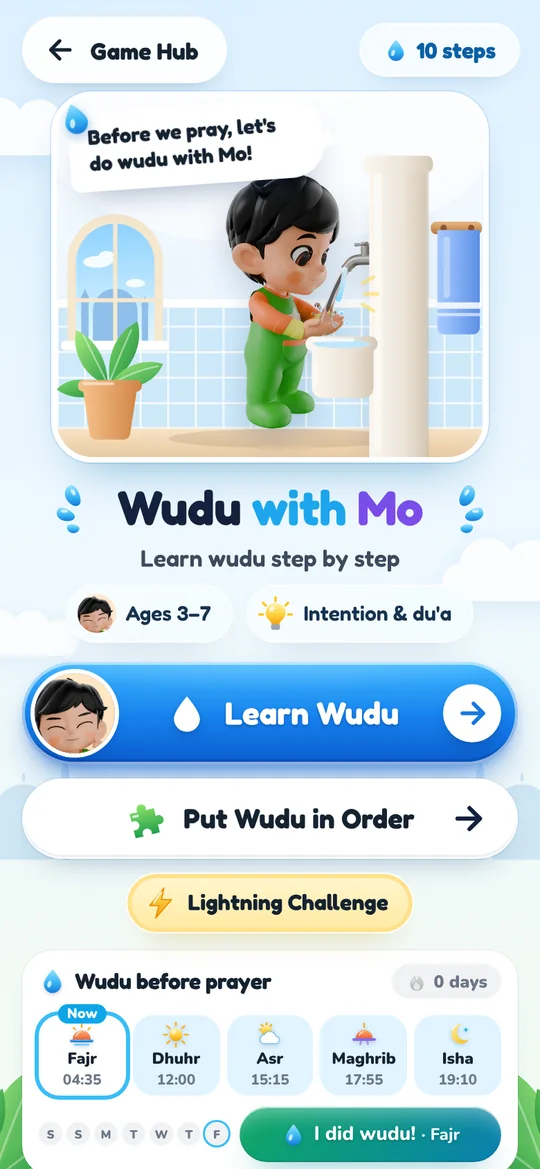 Game Hub
10 steps
Before we pray, let's
do wudu with Mo!
Wudu with Mo
Learn wudu step by step
Ages 3–7
Intention & du'a
Learn Wudu
Put Wudu in Order
Lightning Challenge
Wudu before prayer
0 days
Now
Fajr
04:35
Dhuhr
12:00
Asr
15:15
Maghrib
17:55
Isha
19:10
S S M T W T F
I did wudu! · Fajr